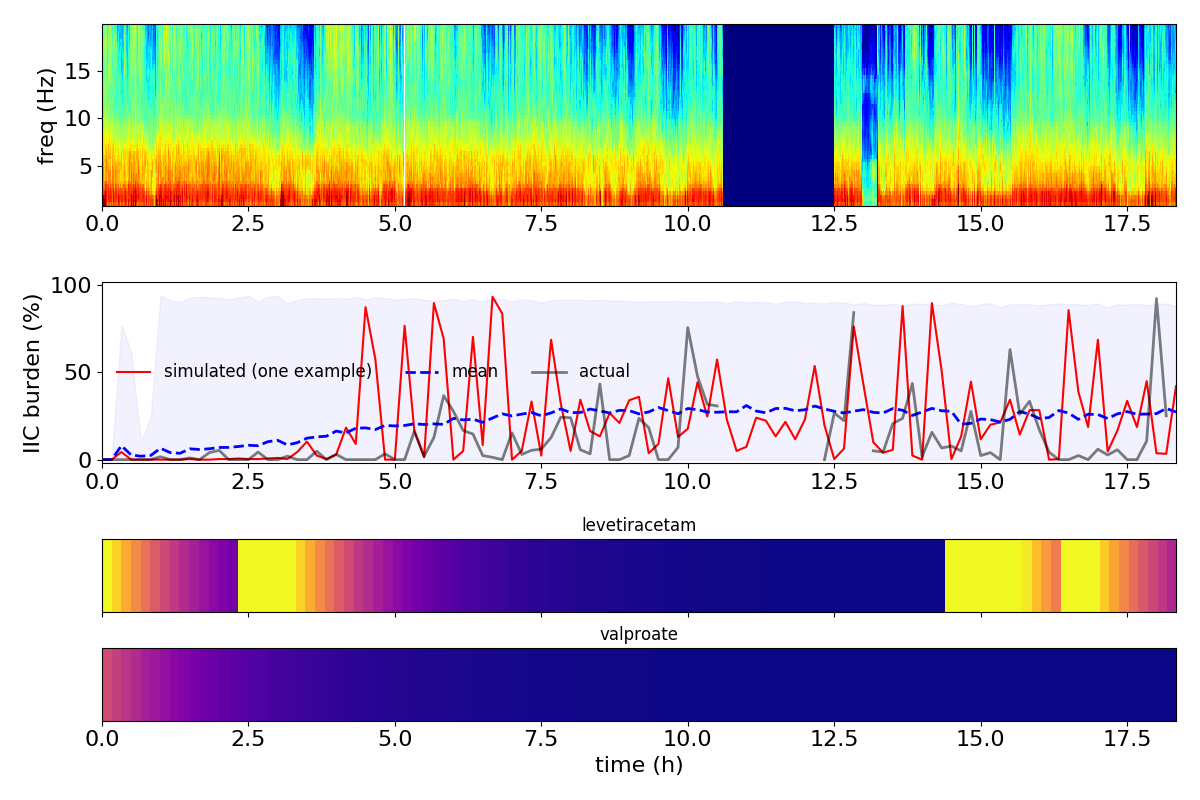 freq (Hz)
15
10
5
0.0 2.5 5.0 7.5 10.0 12.5 15.0 17.5
IIC burden (%)
100
50
0
simulated (one example) mean actual
0.0 2.5 5.0 7.5 10.0 12.5 15.0 17.5
levetiracetam
valproate
0.0 2.5 5.0 7.5 10.0 12.5 15.0 17.5
time (h)